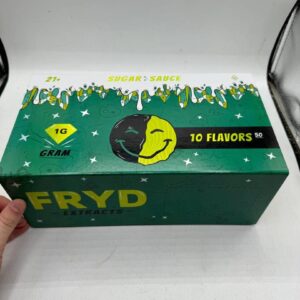 21+
SUGAR SAUCE
1G
GRAM
10 FLAVORS 50
FRYD
EXTRACTS